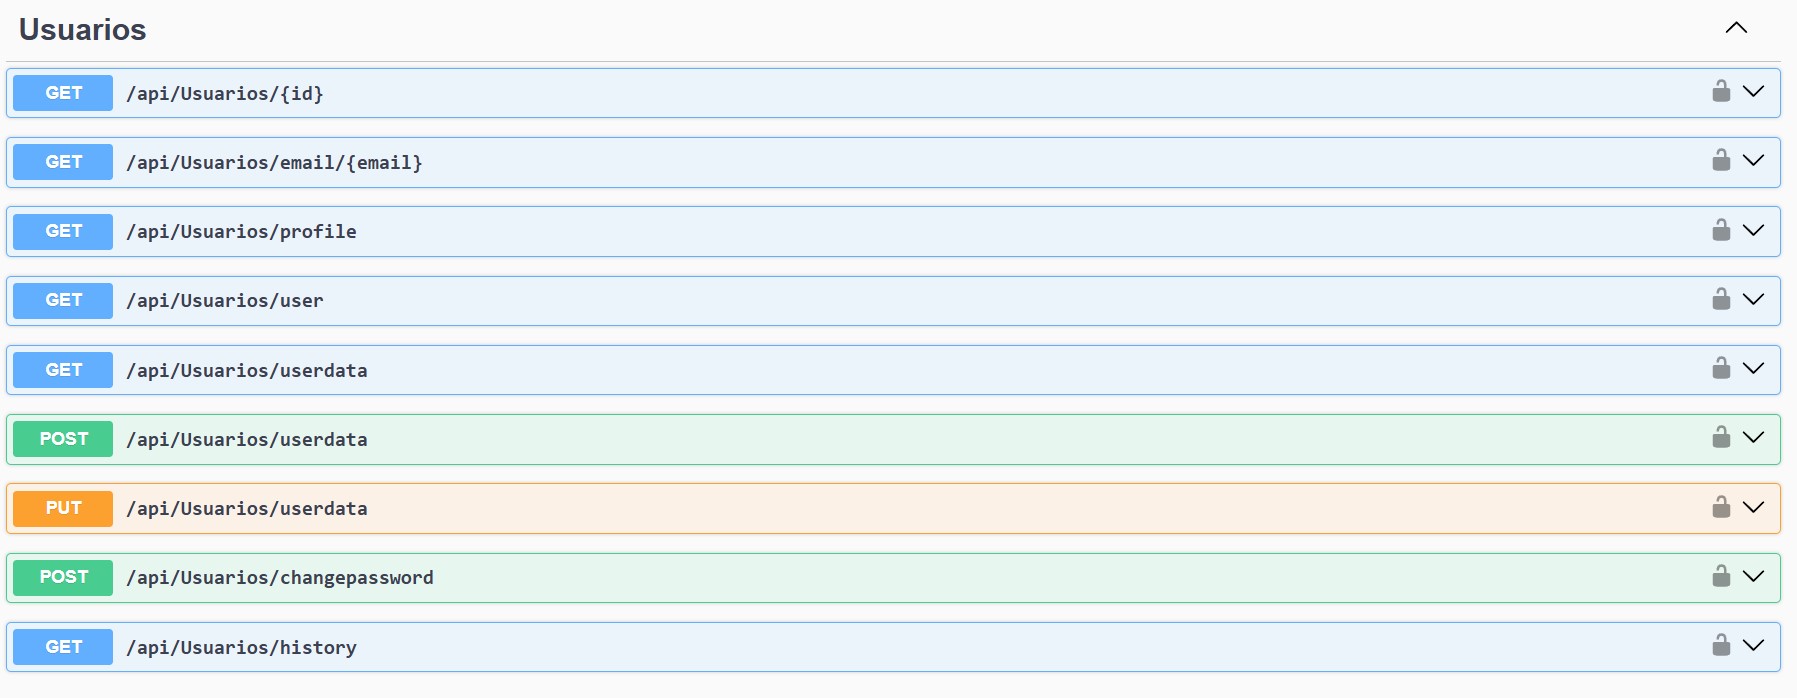 Usuarios
GET /api/Usuarios/{id}
GET /api/Usuarios/email/{email}
GET /api/Usuarios/profile
GET /api/Usuarios/user
GET /api/Usuarios/userdata
POST /api/Usuarios/userdata
PUT /api/Usuarios/userdata
POST /api/Usuarios/changepassword
GET /api/Usuarios/history